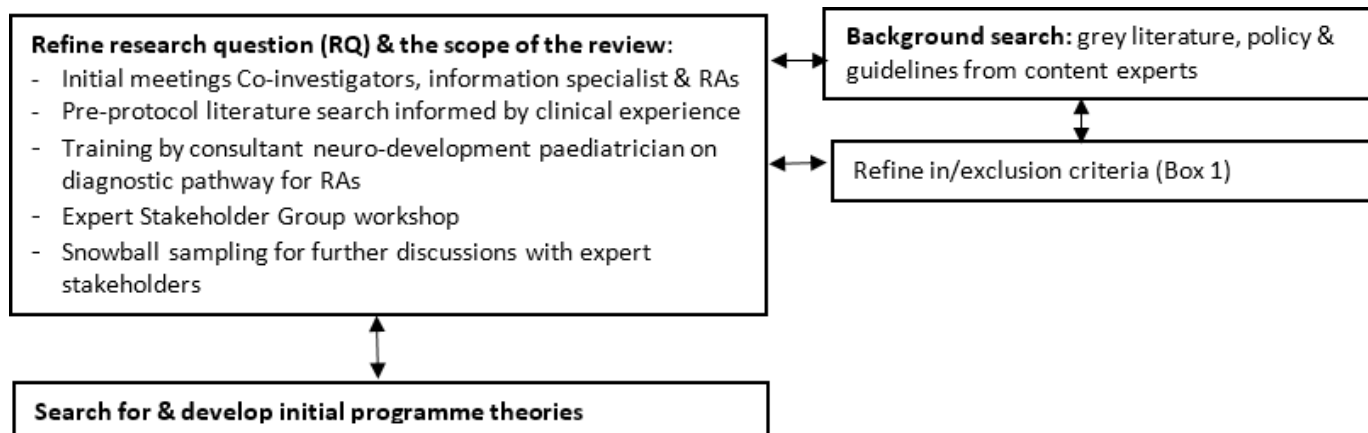 Refine research question (RQ) & the scope of the review:
- Initial meetings Co-investigators, information specialist & RAs
- Pre-protocol literature search informed by clinical experience
- Training by consultant neuro-development paediatrician on
diagnostic pathway for RAs
- Expert Stakeholder Group workshop
- Snowball sampling for further discussions with expert
stakeholders
Background search: grey literature, policy &
guidelines from content experts
Refine in/exclusion criteria (Box 1)
Search for & develop initial programme theories